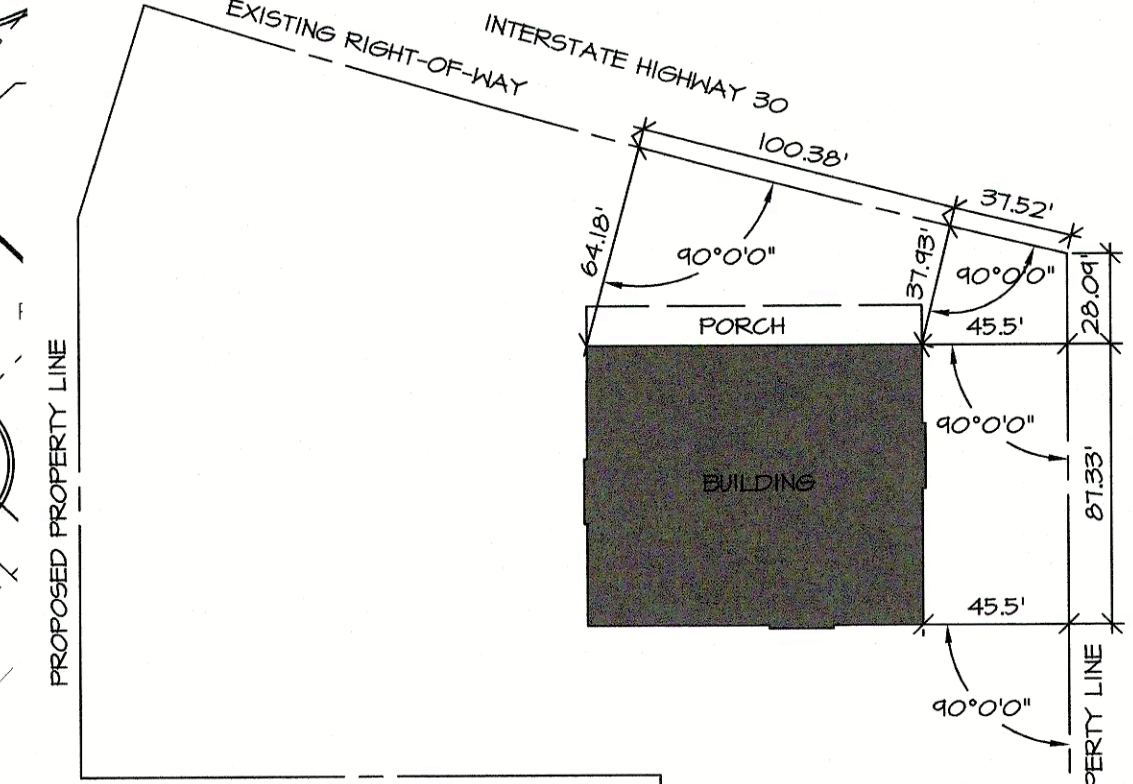 EXISTING RIGHT-OF-WAY
INTERSTATE HIGHWAY 30
100.38'
37.52'
64.18'
90°0'0"
37.93'
90°0'0"
28.09'
PORCH
45.5'
90°0'0"
BUILDING
87.33'
PROPOSED PROPERTY LINE
45.5'
90°0'0"
PERTY LINE